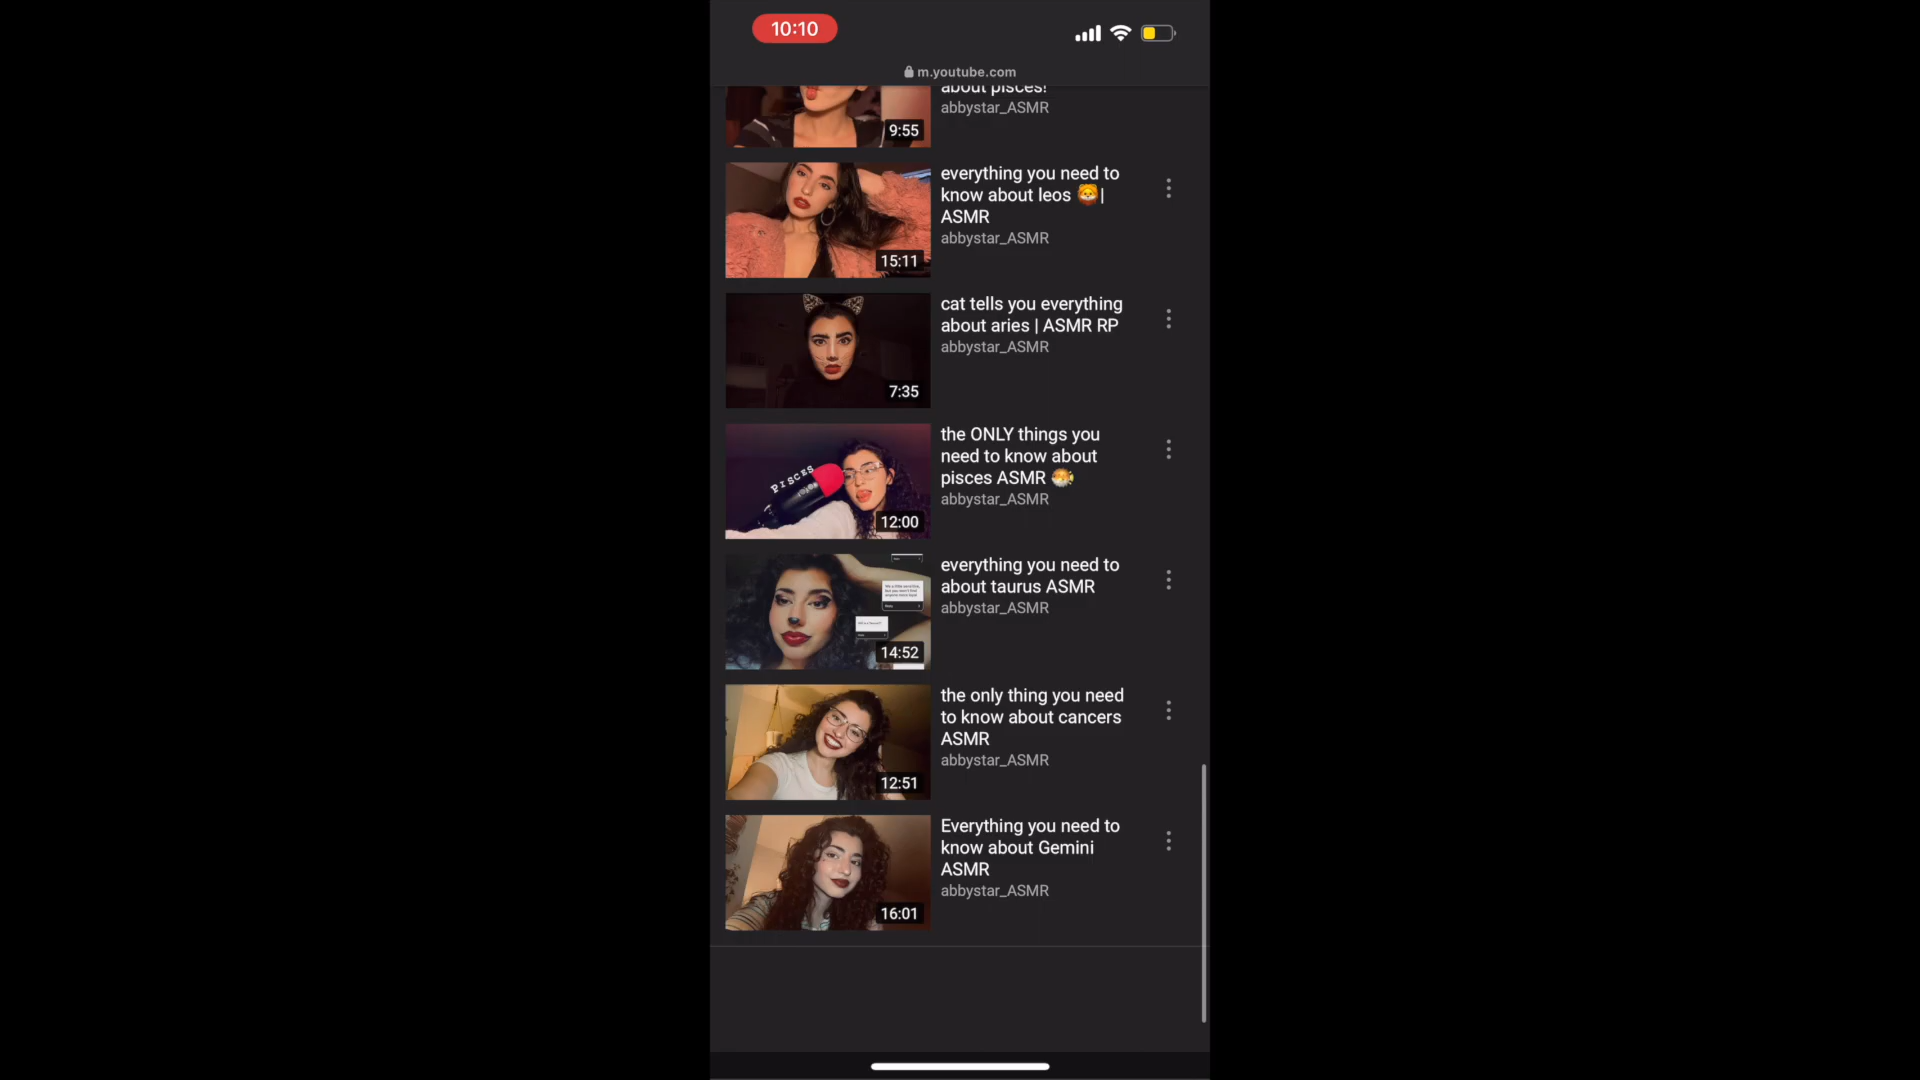 10:10
m.youtube.com
about pisces!
abbystar_ASMR
9:55
everything you need to
know about leos 🦁|
ASMR
abbystar_ASMR
15:11
cat tells you everything
about aries | ASMR RP
abbystar_ASMR
7:35
the ONLY things you
need to know about
pisces ASMR 🐡
abbystar_ASMR
PISCES
12:00
everything you need to
about taurus ASMR
abbystar_ASMR
14:52
the only thing you need
to know about cancers
ASMR
abbystar_ASMR
12:51
Everything you need to
know about Gemini
ASMR
abbystar_ASMR
16:01